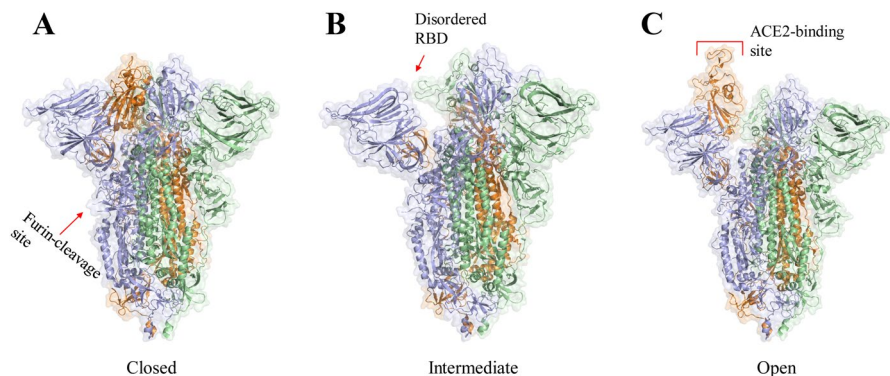 A
B
C
Disordered
RBD
ACE2-binding
site
Furin-cleavage
site
Closed
Intermediate
Open